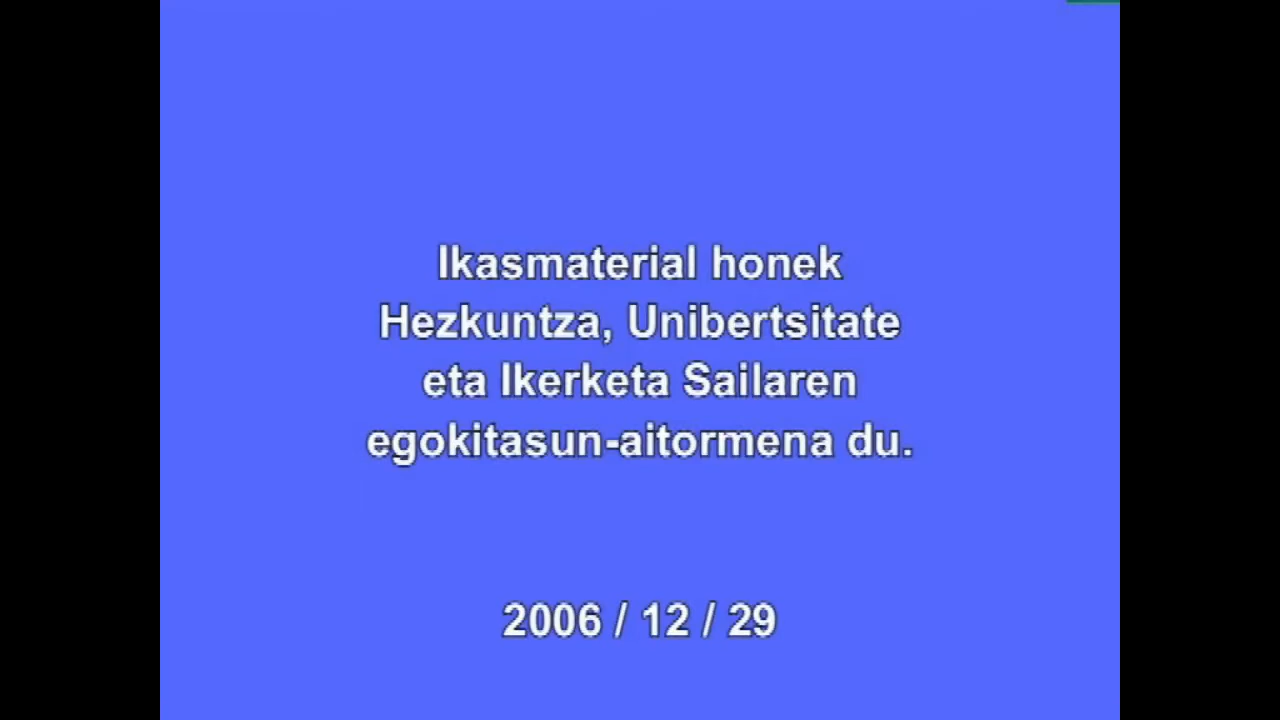 Ikasmaterial honek
Hezkuntza, Unibertsitate
eta Ikerketa Sailaren
egokitasun-aitormena du.
2006 / 12 / 29